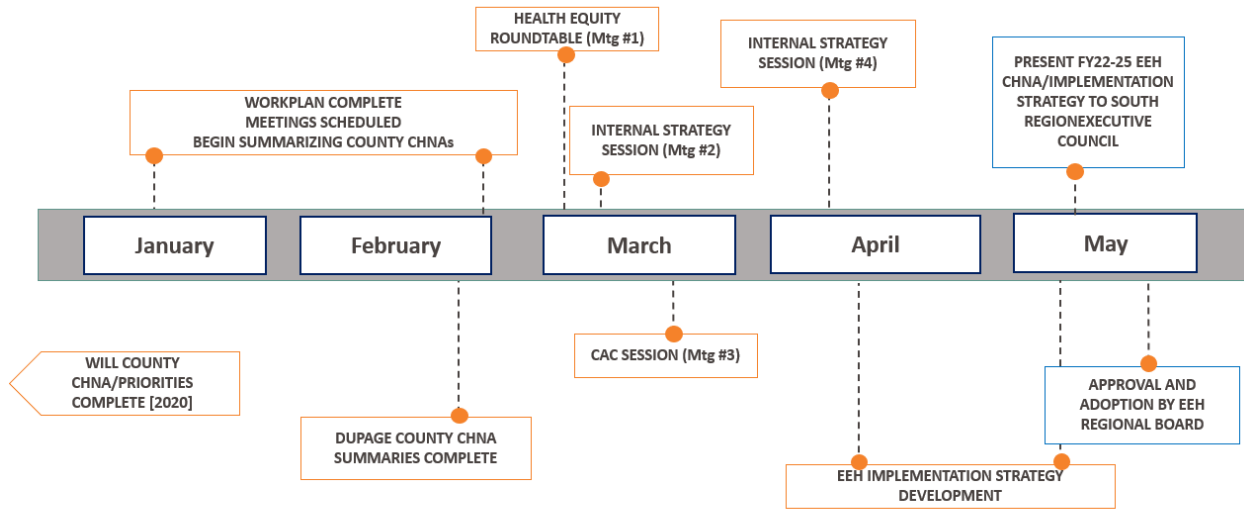 HEALTH EQUITY
ROUNDTABLE (Mtg #1)
INTERNAL STRATEGY
SESSION (Mtg #4)
PRESENT FY22-25 EEH
CHNA/IMPLEMENTATION
STRATEGY TO SOUTH
REGIONEXECUTIVE
COUNCIL
WORKPLAN COMPLETE
MEETINGS SCHEDULED
BEGIN SUMMARIZING COUNTY CHNAs
INTERNAL STRATEGY
SESSION (Mtg #2)
January
February
March
April
May
CAC SESSION (Mtg #3)
WILL COUNTY
CHNA/PRIORITIES
COMPLETE [2020]
APPROVAL AND
ADOPTION BY EEH
REGIONAL BOARD
DUPAGE COUNTY CHNA
SUMMARIES COMPLETE
EEH IMPLEMENTATION STRATEGY
DEVELOPMENT